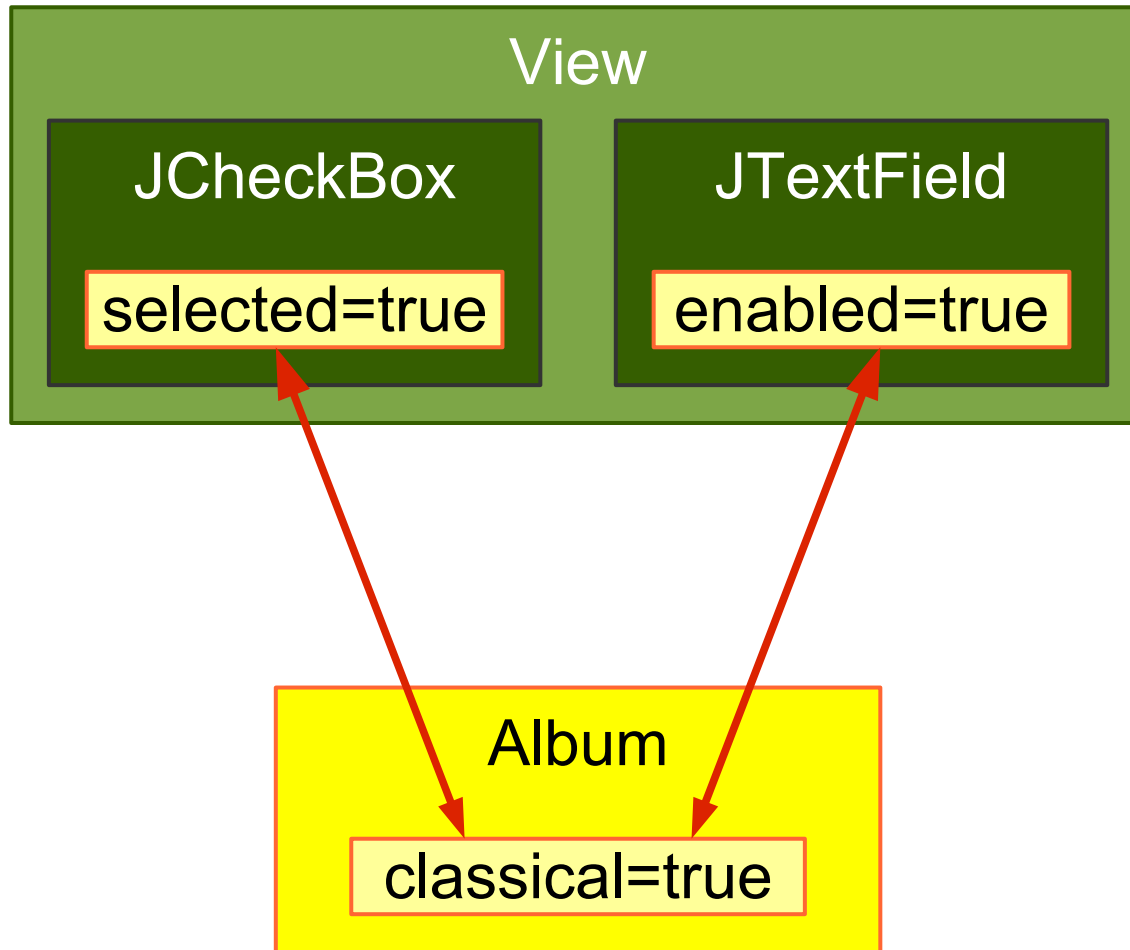 View
JCheckBox
JTextField
selected=true
enabled=true
Album
classical=true